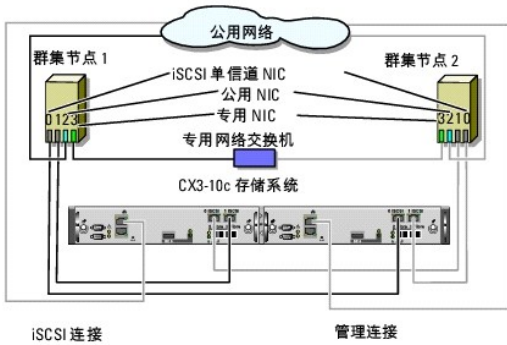 公用网络
群集节点 1
群集节点 2
iSCSI 单信道 NIC
公用 NIC
专用 NIC
0123
3210
专用网络交换机
CX3-10c 存储系统
iSCSI 连接
管理连接